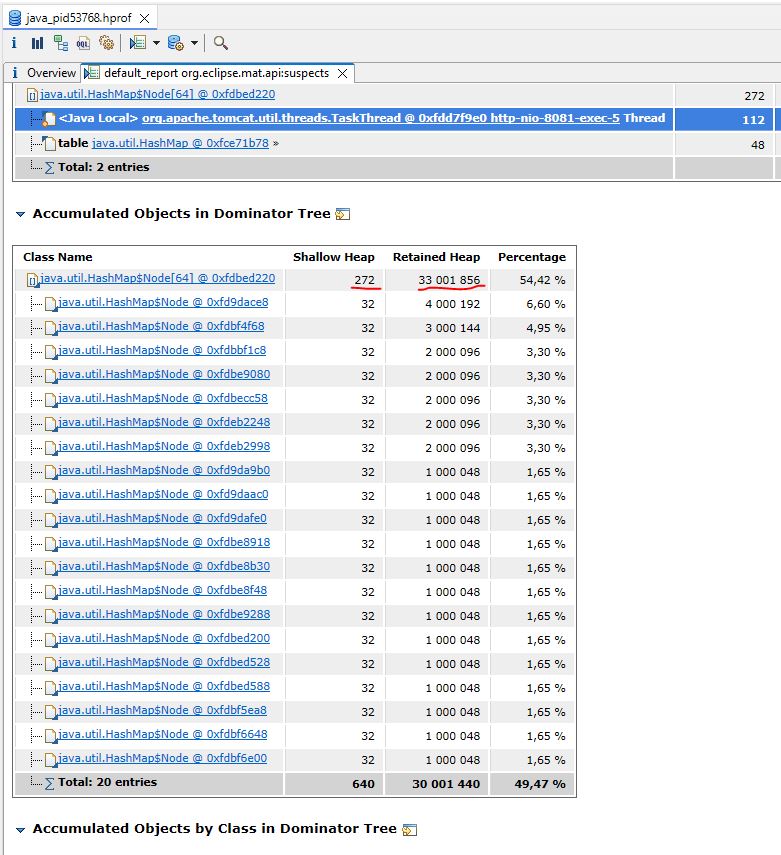 java_pid53768.hprof
i OQL
i Overview default_report org.eclipse.mat.api:suspects
java.util.HashMap$Node[64] @ 0xfdbed220 272
<Java Local> org.apache.tomcat.util.threads.TaskThread @ 0xfdd7f9e0 http-nio-8081-exec-5 Thread 112
table java.util.HashMap @ 0xfce71b78 » 48
Total: 2 entries
Accumulated Objects in Dominator Tree
Class Name Shallow Heap Retained Heap Percentage
java.util.HashMap$Node[64] @ 0xfdbed220 272 33 001 856 54,42 %
java.util.HashMap$Node @ 0xfd9dace8 32 4 000 192 6,60 %
java.util.HashMap$Node @ 0xfdbf4f68 32 3 000 144 4,95 %
java.util.HashMap$Node @ 0xfdbbf1c8 32 2 000 096 3,30 %
java.util.HashMap$Node @ 0xfdbe9080 32 2 000 096 3,30 %
java.util.HashMap$Node @ 0xfdbecc58 32 2 000 096 3,30 %
java.util.HashMap$Node @ 0xfdeb2248 32 2 000 096 3,30 %
java.util.HashMap$Node @ 0xfdeb2998 32 2 000 096 3,30 %
java.util.HashMap$Node @ 0xfd9da9b0 32 1 000 048 1,65 %
java.util.HashMap$Node @ 0xfd9daac0 32 1 000 048 1,65 %
java.util.HashMap$Node @ 0xfd9dafe0 32 1 000 048 1,65 %
java.util.HashMap$Node @ 0xfdbe8918 32 1 000 048 1,65 %
java.util.HashMap$Node @ 0xfdbe8b30 32 1 000 048 1,65 %
java.util.HashMap$Node @ 0xfdbe8f48 32 1 000 048 1,65 %
java.util.HashMap$Node @ 0xfdbe9288 32 1 000 048 1,65 %
java.util.HashMap$Node @ 0xfdbed200 32 1 000 048 1,65 %
java.util.HashMap$Node @ 0xfdbed528 32 1 000 048 1,65 %
java.util.HashMap$Node @ 0xfdbed588 32 1 000 048 1,65 %
java.util.HashMap$Node @ 0xfdbf5ea8 32 1 000 048 1,65 %
java.util.HashMap$Node @ 0xfdbf6648 32 1 000 048 1,65 %
java.util.HashMap$Node @ 0xfdbf6e00 32 1 000 048 1,65 %
Total: 20 entries 640 30 001 440 49,47 %
Accumulated Objects by Class in Dominator Tree